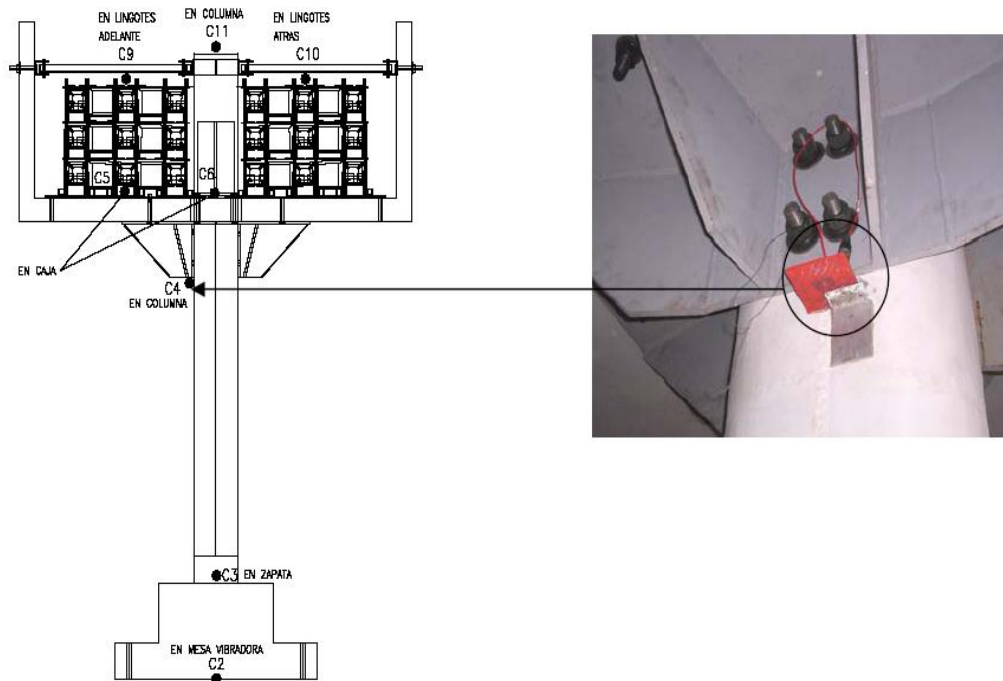 EN LINGOTES
ADELANTE
C9
EN COLUMNA
C11
EN LINGOTES
ATRAS
C10
C5
C6
EN CAJA
C4
EN COLUMNA
C3 EN ZAPATA
EN MESA VIBRADORA
C2